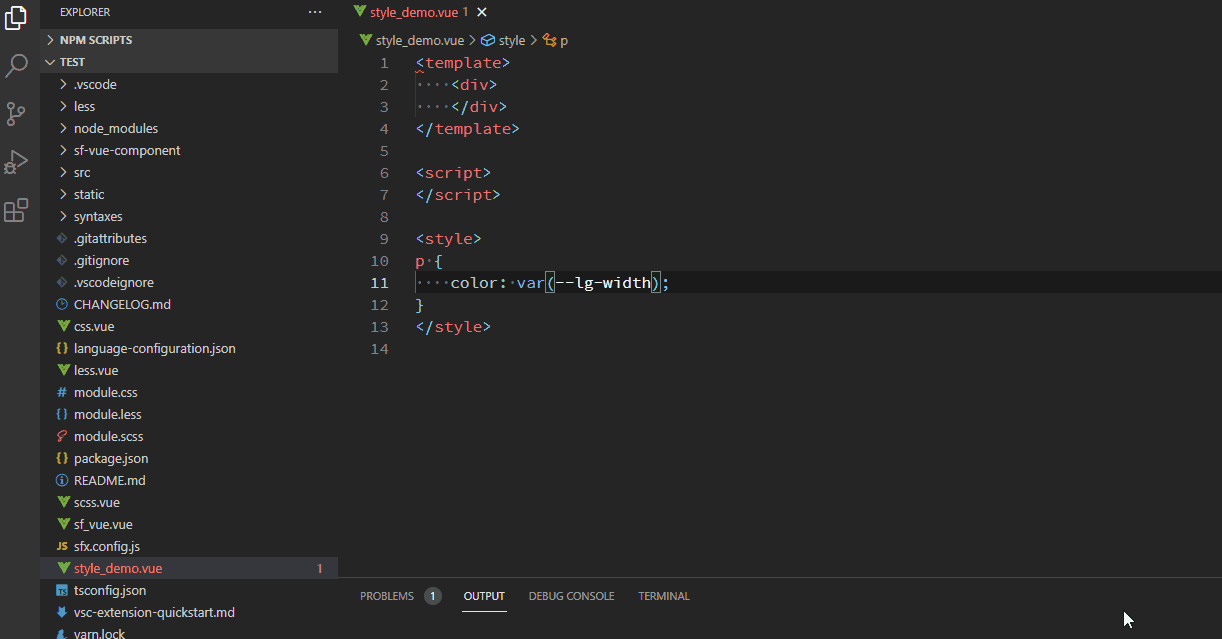 EXPLORER ···
NPM SCRIPTS
TEST
.vscode
less
node_modules
sf-vue-component
src
static
syntaxes
.gitattributes
.gitignore
.vscodeignore
CHANGELOG.md
css.vue
{} language-configuration.json
less.vue
# module.css
{} module.less
module.scss
{} package.json
README.md
scss.vue
sf_vue.vue
JS sfx.config.js
style_demo.vue 1
TS tsconfig.json
vsc-extension-quickstart.md
yarn.lock
style_demo.vue 1 ×
style_demo.vue > style > p
1 <template>
2 ····<div>
3 ····</div>
4 </template>
5
6 <script>
7 </script>
8
9 <style>
10 p·{
11 ····color:·var(--lg-width);
12 }
13 </style>
14
PROBLEMS 1 OUTPUT DEBUG CONSOLE TERMINAL